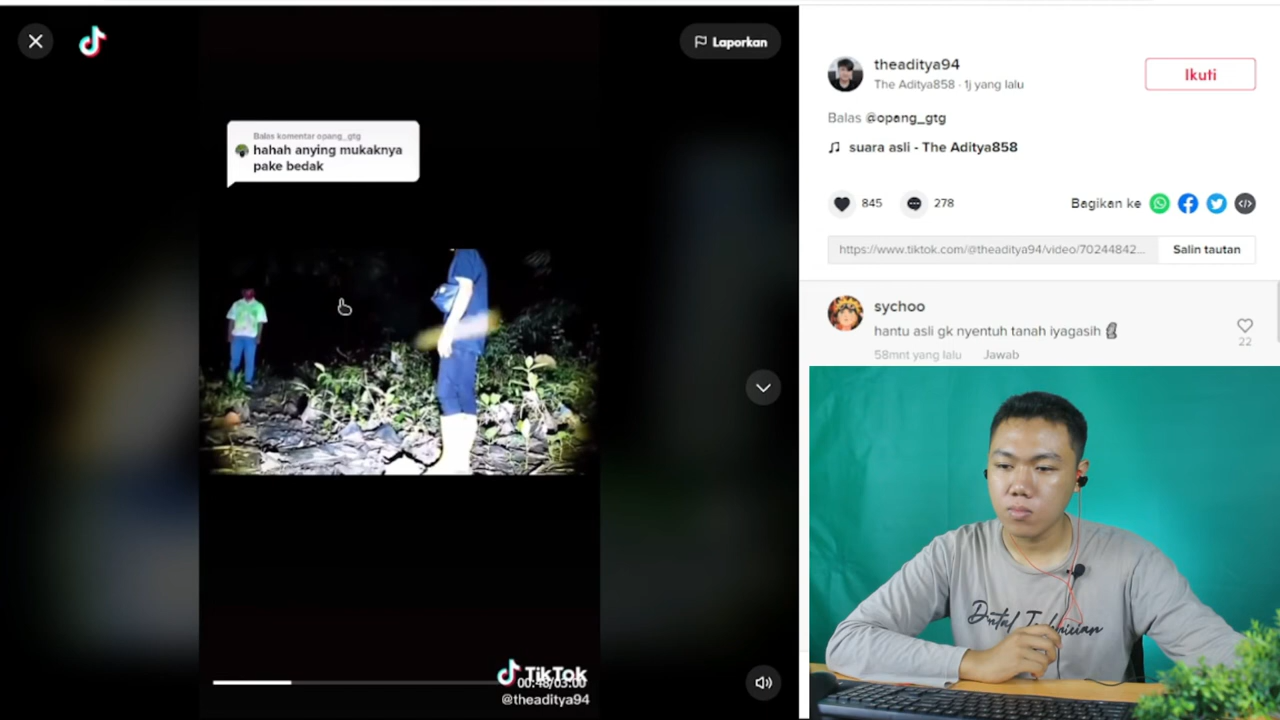 Laporkan
Balas komentar opang_gtg
hahah anying mukaknya
pake bedak
TikTok
00:48/03:00
@theaditya94
theaditya94
The Aditya858 · 1j yang lalu
Ikuti
Balas @opang_gtg
suara asli - The Aditya858
845
278
Bagikan ke
https://www.tiktok.com/@theaditya94/video/70244842...
Salin tautan
sychoo
hantu asli gk nyentuh tanah iyagasih
22
58mnt yang lalu
Jawab